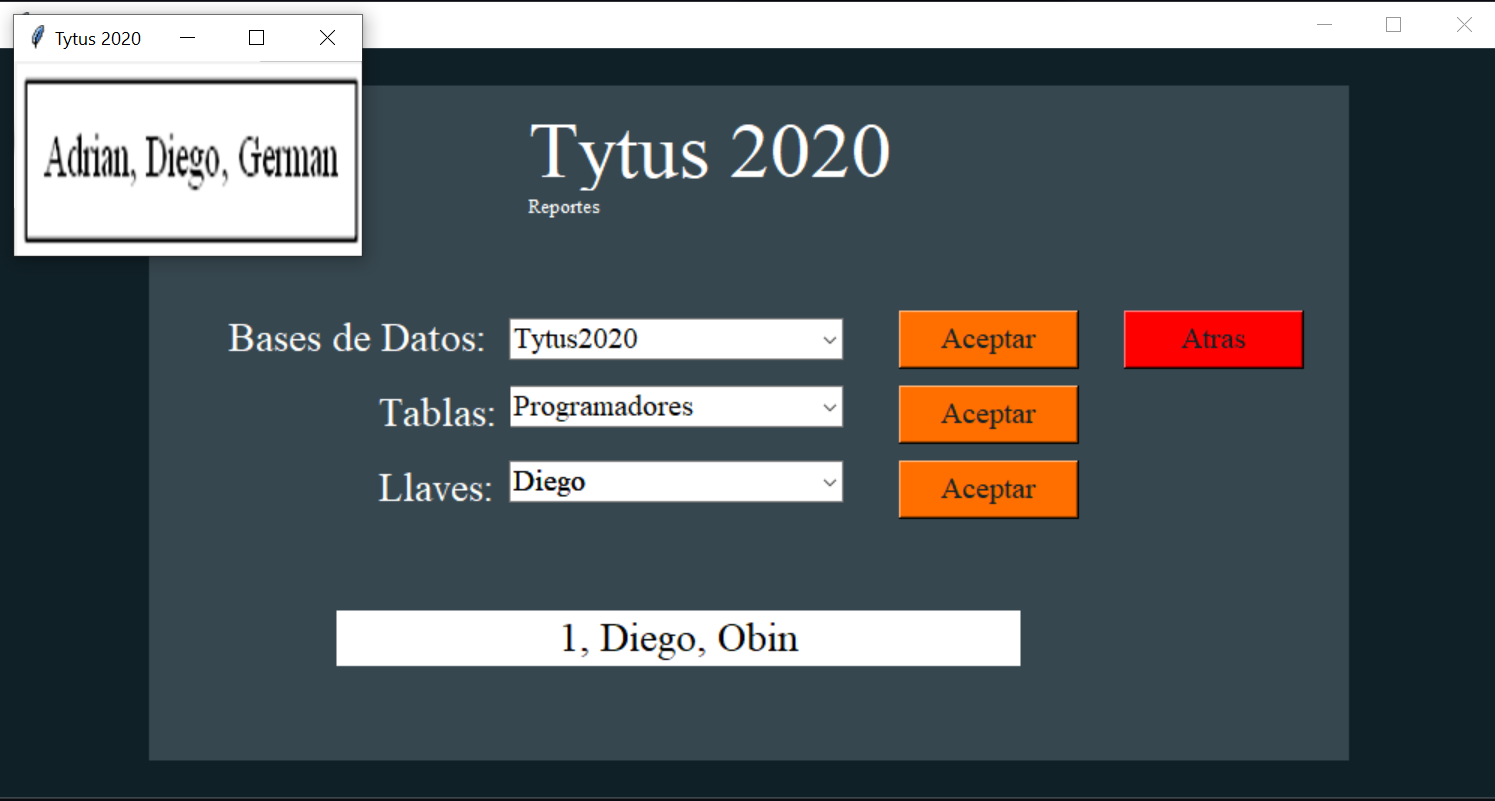 Tytus 2020
Adrian, Diego, German
Tytus 2020
Reportes
Bases de Datos: Tytus2020 Aceptar Atras
Tablas: Programadores Aceptar
Llaves: Diego Aceptar
1, Diego, Obin